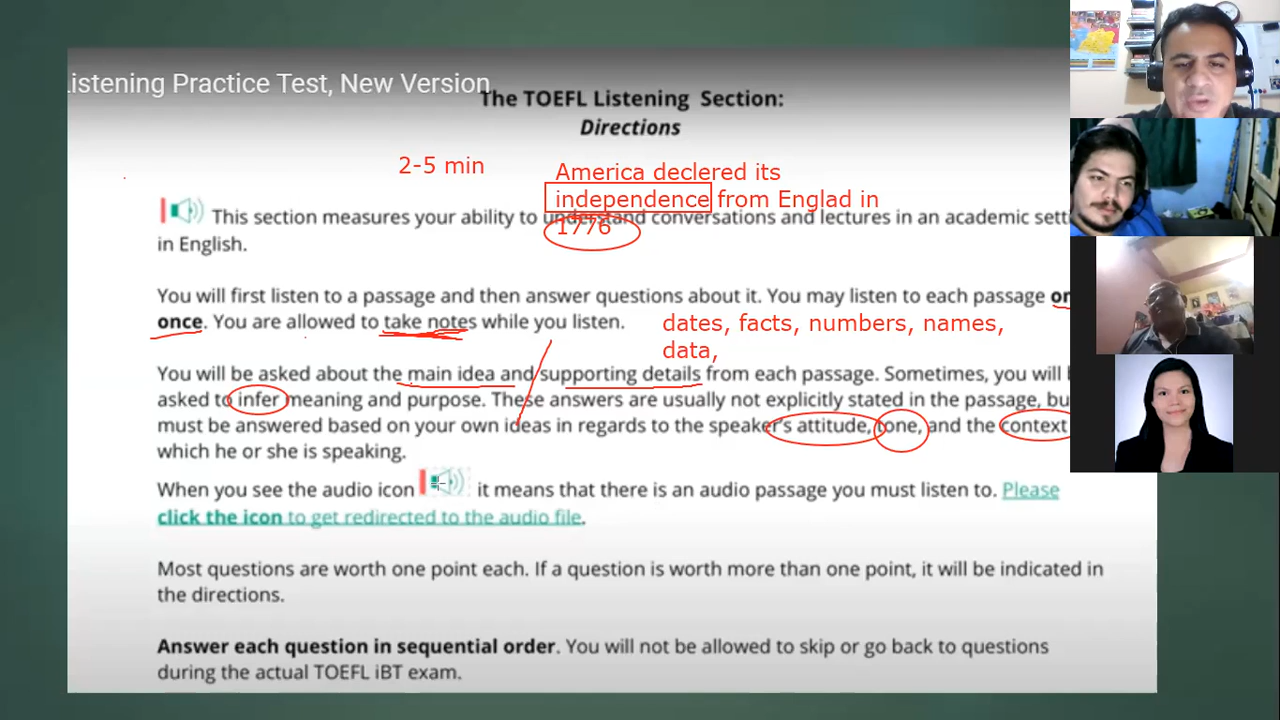 Listening Practice Test, New Version
The TOEFL Listening Section:
Directions
2-5 min
America declered its
independence from Englad in
1776
This section measures your ability to understand conversations and lectures in an academic sett
in English.
You will first listen to a passage and then answer questions about it. You may listen to each passage
once. You are allowed to take notes while you listen.
dates, facts, numbers, names,
data,
You will be asked about the main idea and supporting details from each passage. Sometimes, you will
asked to infer meaning and purpose. These answers are usually not explicitly stated in the passage, bu
must be answered based on your own ideas in regards to the speaker's attitude, tone, and the context
which he or she is speaking.
When you see the audio icon it means that there is an audio passage you must listen to. Please
click the icon to get redirected to the audio file.
Most questions are worth one point each. If a question is worth more than one point, it will be indicated in
the directions.
Answer each question in sequential order. You will not be allowed to skip or go back to questions
during the actual TOEFL iBT exam.